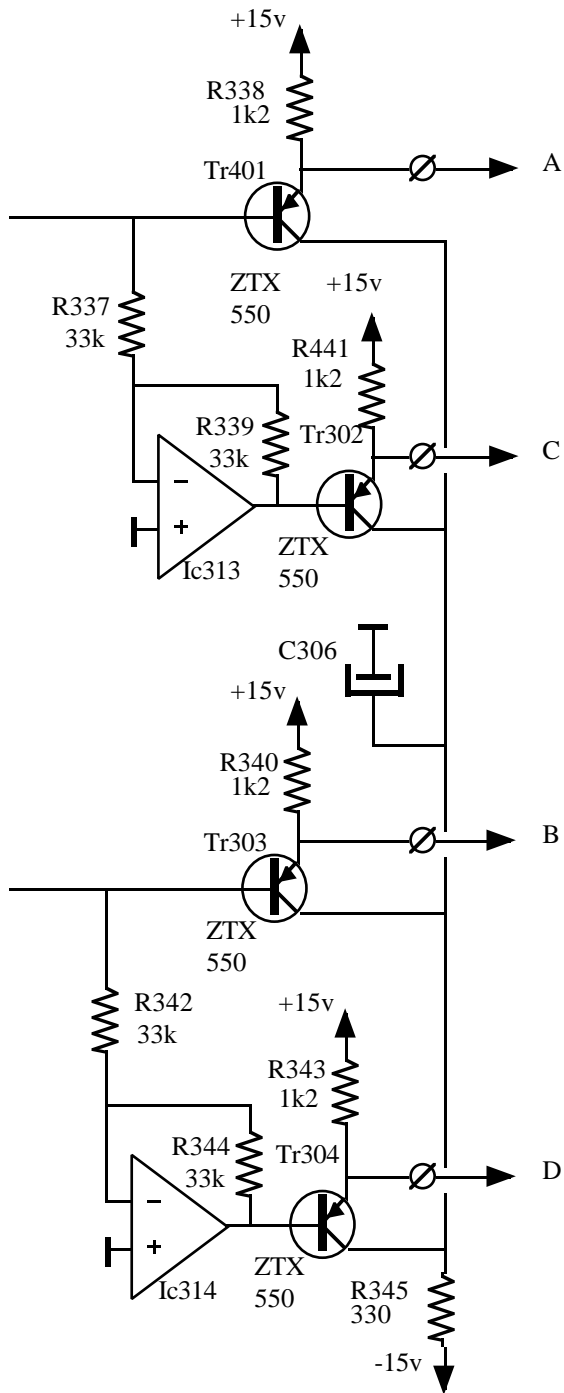 +15v
R338
1k2
A
Tr401
ZTX
550
+15v
R337
33k
R441
1k2
R339
33k
Tr302
C
−
+
Ic313
ZTX
550
C306
+15v
R340
1k2
Tr303
B
ZTX
550
R342
33k
+15v
R343
1k2
R344
33k
Tr304
D
−
+
Ic314
ZTX
550
R345
330
-15v